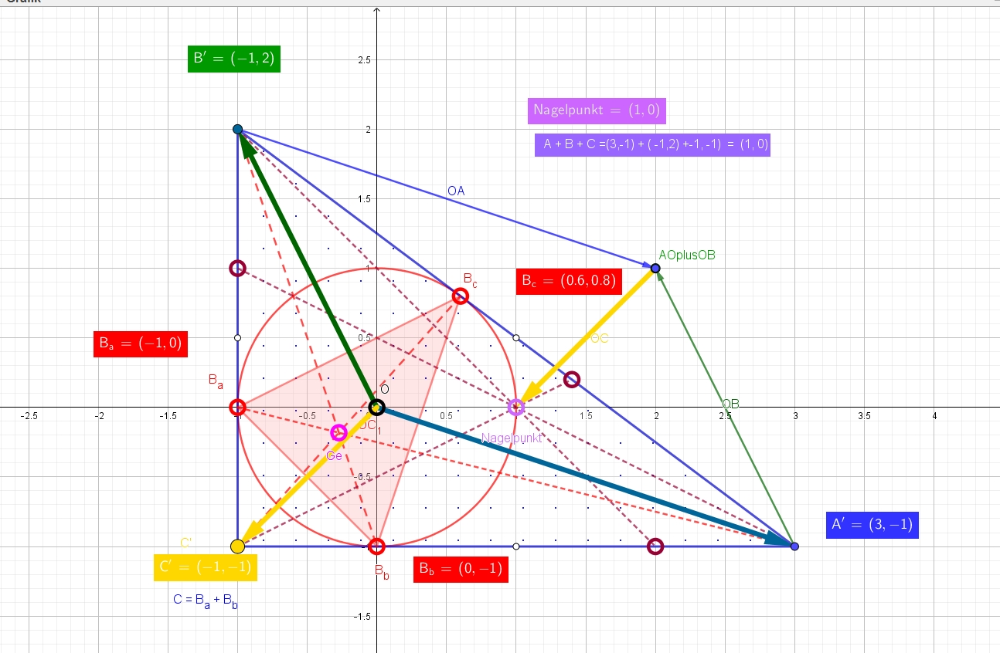 Grafik
B′ = (−1, 2)
2.5
Nagelpunkt = (1, 0)
2
A + B + C =(3,-1) + ( -1,2) +-1, -1) = (1, 0)
1.5
OA
AOplusOB
1
B_c
B_c = (0.6, 0.8)
B_a = (−1, 0)
0.5
OC
B_a
O
OB
-2.5 -2 -1.5 -1 -0.5 0 0.5 1 1.5 2 2.5 3 3.5 4
OC_1
Nagelpunkt
Ge
-0.5
A′ = (3, −1)
C'
-1
C′ = (−1, −1)
B_b
B_b = (0, −1)
C = B_a + B_b
-1.5